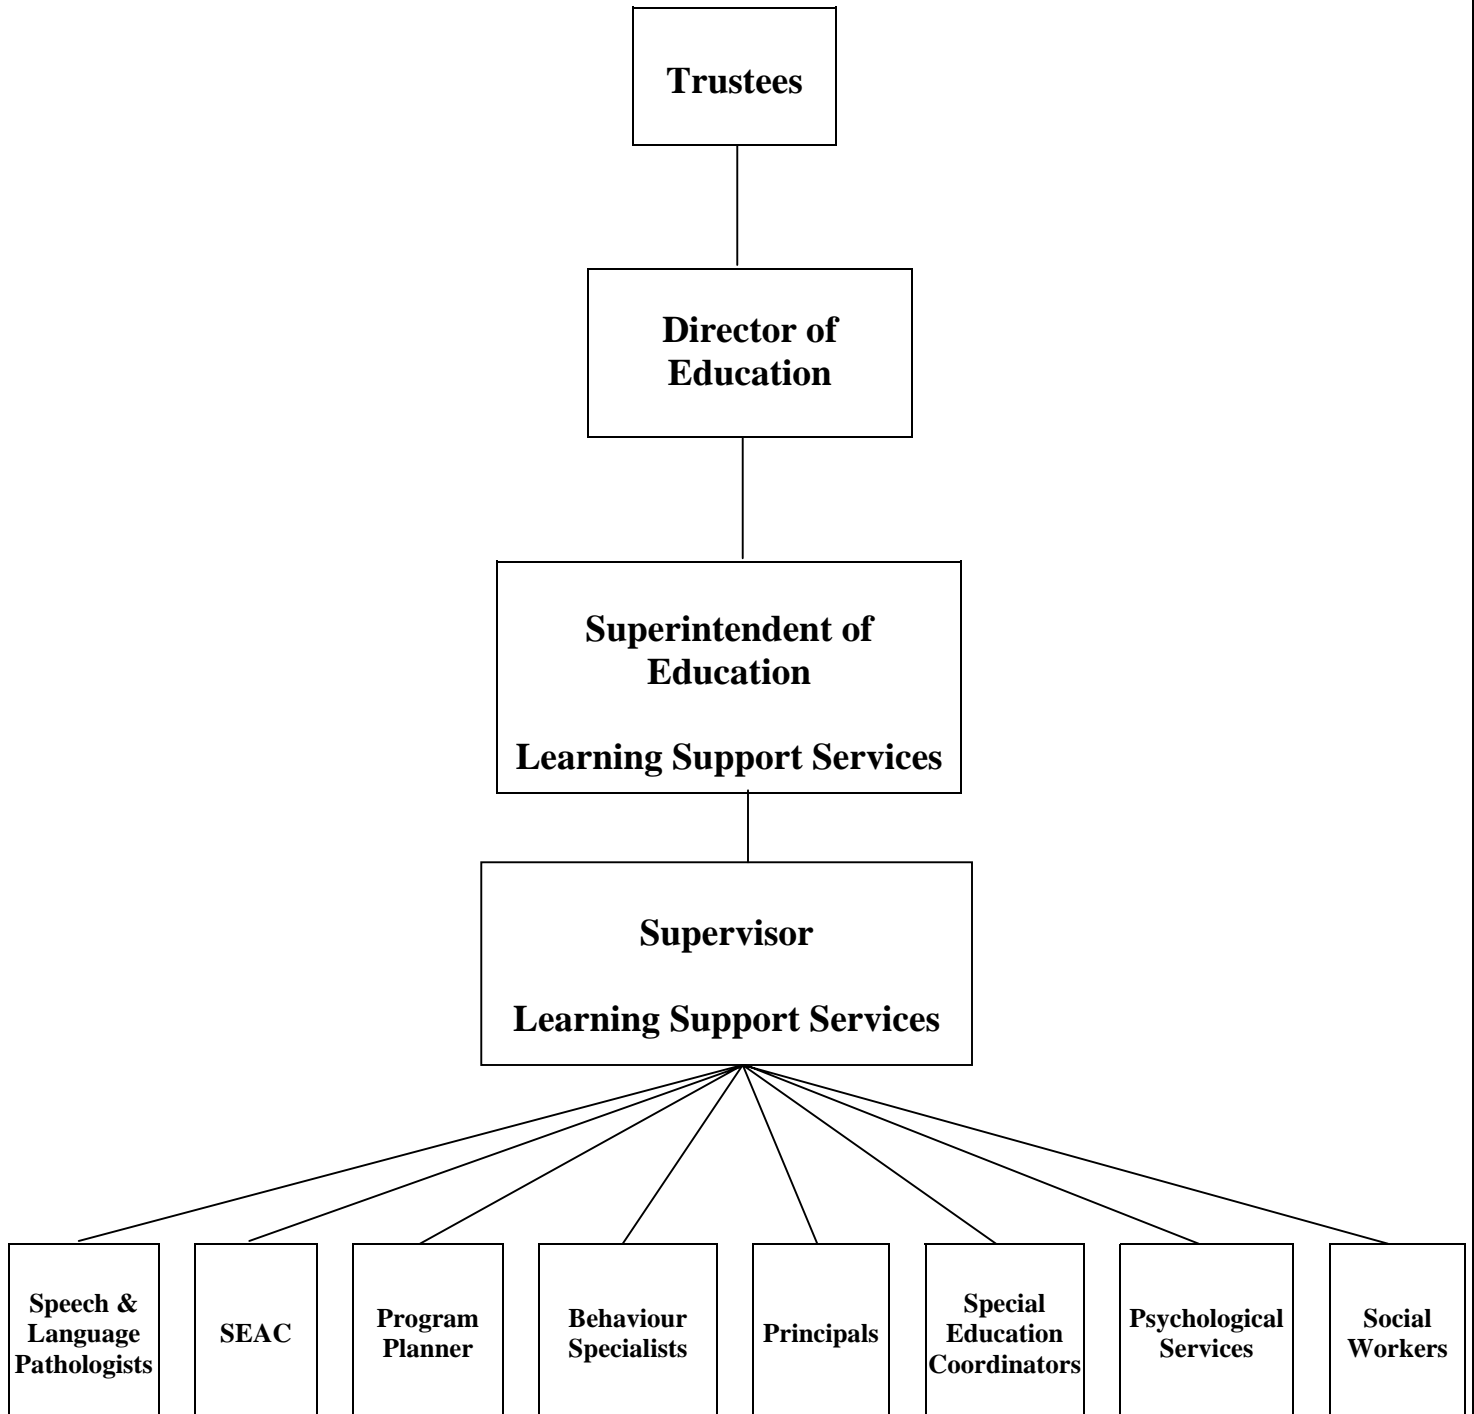 Trustees
Director of
Education
Superintendent of
Education
Learning Support Services
Supervisor
Learning Support Services
Speech &
Language
Pathologists
SEAC
Program
Planner
Behaviour
Specialists
Principals
Special
Education
Coordinators
Psychological
Services
Social
Workers